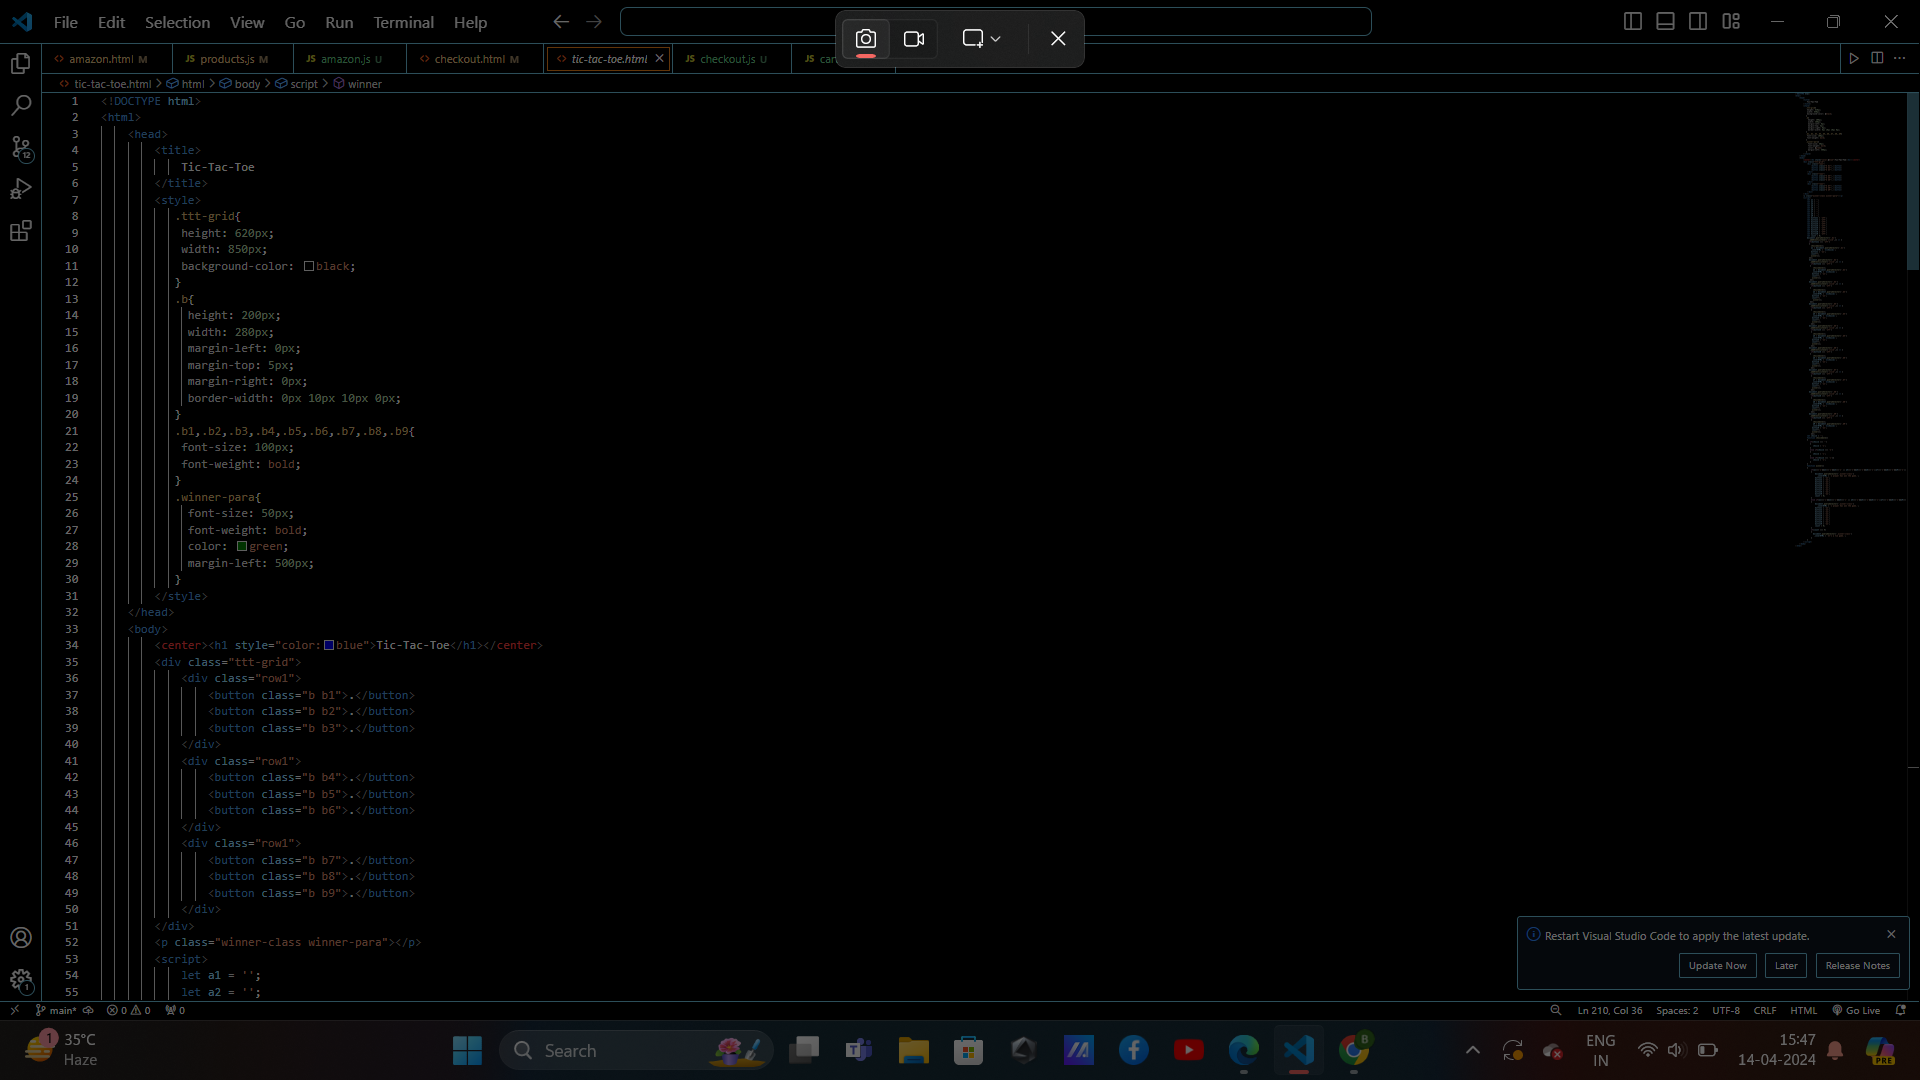 File Edit Selection View Go Run Terminal Help
amazon.html M JS products.js M JS amazon.js U checkout.html M tic-tac-toe.html JS checkout.js U JS car
tic-tac-toe.html > html > body > script > winner
1 <!DOCTYPE html>
2 <html>
3 <head>
4 <title>
5 Tic-Tac-Toe
6 </title>
7 <style>
8 .ttt-grid{
9 height: 620px;
10 width: 850px;
11 background-color: black;
12 }
13 .b{
14 height: 200px;
15 width: 280px;
16 margin-left: 0px;
17 margin-top: 5px;
18 margin-right: 0px;
19 border-width: 0px 10px 10px 0px;
20 }
21 .b1,.b2,.b3,.b4,.b5,.b6,.b7,.b8,.b9{
22 font-size: 100px;
23 font-weight: bold;
24 }
25 .winner-para{
26 font-size: 50px;
27 font-weight: bold;
28 color: green;
29 margin-left: 500px;
30 }
31 </style>
32 </head>
33 <body>
34 <center><h1 style="color:blue">Tic-Tac-Toe</h1></center>
35 <div class="ttt-grid">
36 <div class="row1">
37 <button class="b b1">.</button>
38 <button class="b b2">.</button>
39 <button class="b b3">.</button>
40 </div>
41 <div class="row1">
42 <button class="b b4">.</button>
43 <button class="b b5">.</button>
44 <button class="b b6">.</button>
45 </div>
46 <div class="row1">
47 <button class="b b7">.</button>
48 <button class="b b8">.</button>
49 <button class="b b9">.</button>
50 </div>
51 </div>
52 <p class="winner-class winner-para"></p>
53 <script>
54 let a1 = '';
55 let a2 = '';
12
1
Restart Visual Studio Code to apply the latest update.
Update Now Later Release Notes
main* 0 0 0 Ln 210, Col 36 Spaces: 2 UTF-8 CRLF HTML Go Live
1 35°C
Haze
Search
B
ENG
IN
15:47
14-04-2024
PRE